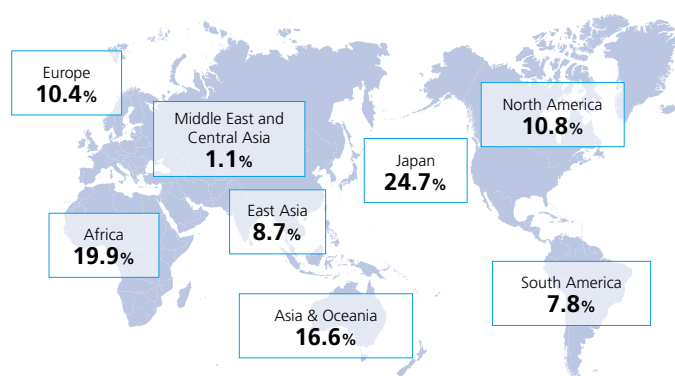 Europe
10.4%
Middle East and
Central Asia
1.1%
North America
10.8%
Japan
24.7%
East Asia
8.7%
Africa
19.9%
South America
7.8%
Asia & Oceania
16.6%